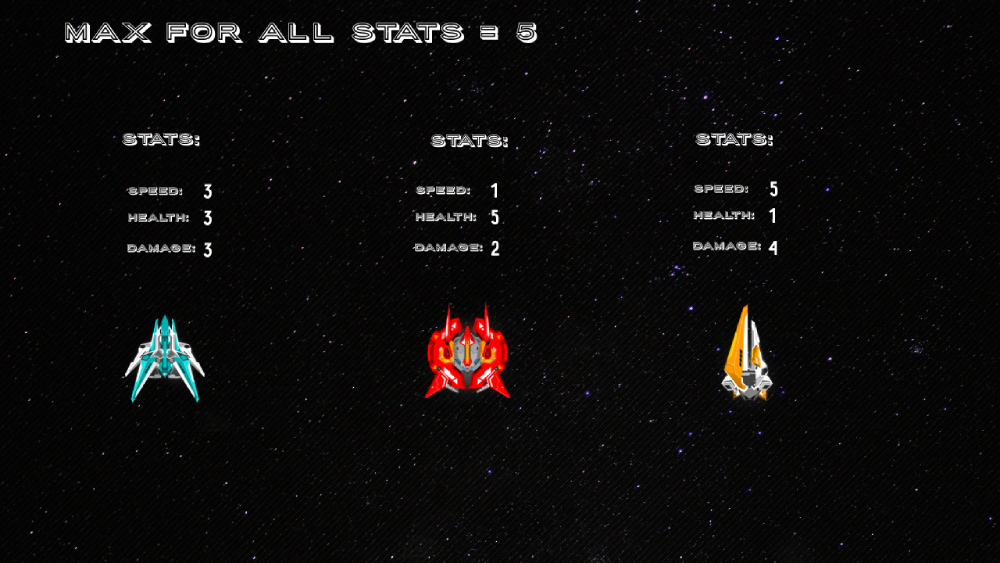 MAX FOR ALL STATS = 5
STATS:
SPEED: 3
HEALTH: 3
DAMAGE: 3
STATS:
SPEED: 1
HEALTH: 5
DAMAGE: 2
STATS:
SPEED: 5
HEALTH: 1
DAMAGE: 4